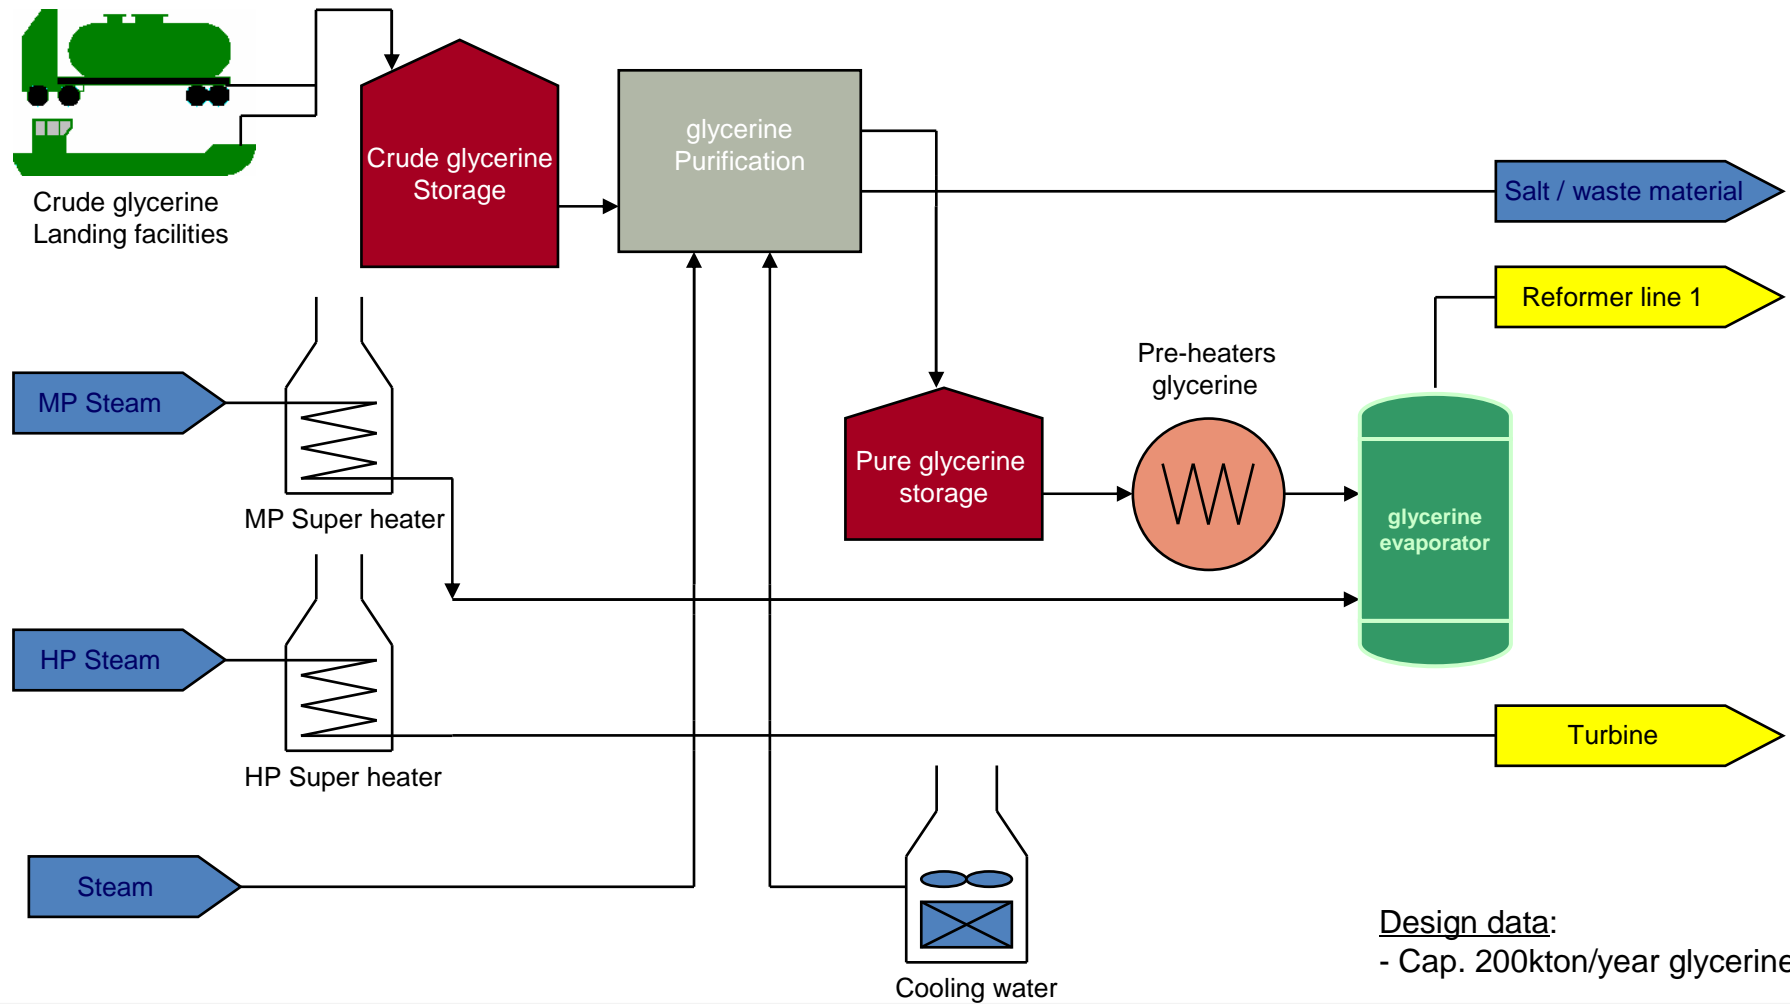 Crude glycerine
Landing facilities
Crude glycerine
Storage
glycerine
Purification
Salt / waste material
Reformer line 1
Pre-heaters
glycerine
MP Steam
MP Super heater
Pure glycerine
storage
glycerine
evaporator
HP Steam
HP Super heater
Turbine
Steam
Cooling water
Design data:
- Cap. 200kton/year glycerine